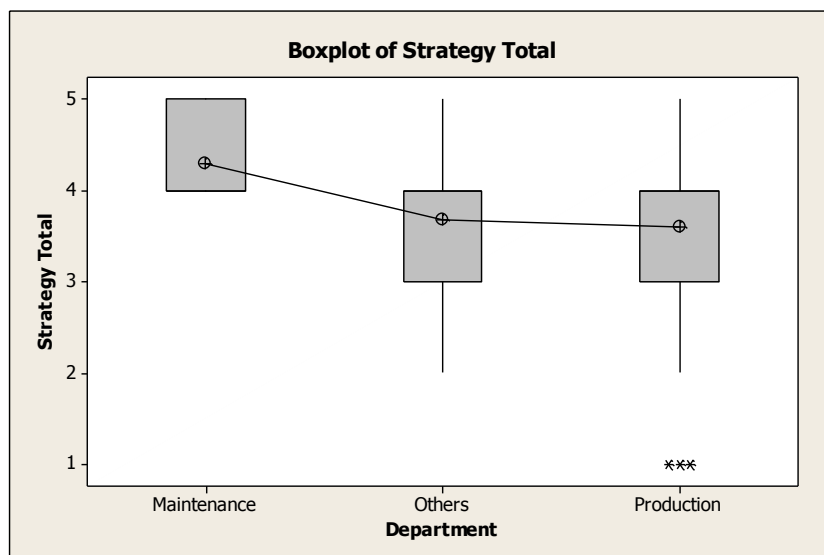 Boxplot of Strategy Total
5
4
3
2
1
Strategy Total
Maintenance Others Production
Department